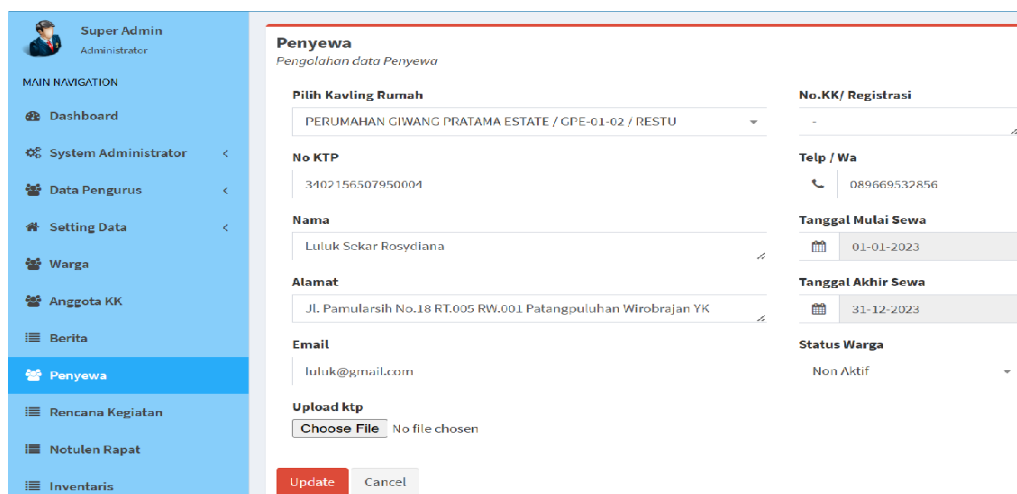 Super Admin
Administrator
MAIN NAVIGATION
Dashboard
System Administrator
Data Pengurus
Setting Data
Warga
Anggota KK
Berita
Penyewa
Rencana Kegiatan
Notulen Rapat
Inventaris
Penyewa
Pengolahan data Penyewa
Pilih Kavling Rumah
PERUMAHAN GIWANG PRATAMA ESTATE / GPE-01-02 / RESTU
No KTP
3402156507950004
Nama
Luluk Sekar Rosydiana
Alamat
Jl. Pamularsih No.18 RT.005 RW.001 Patangpuluhan Wirobrajan YK
Email
luluk@gmail.com
Upload ktp
Choose File No file chosen
Update Cancel
No.KK/ Registrasi
-
Telp / Wa
089669532856
Tanggal Mulai Sewa
01-01-2023
Tanggal Akhir Sewa
31-12-2023
Status Warga
Non Aktif